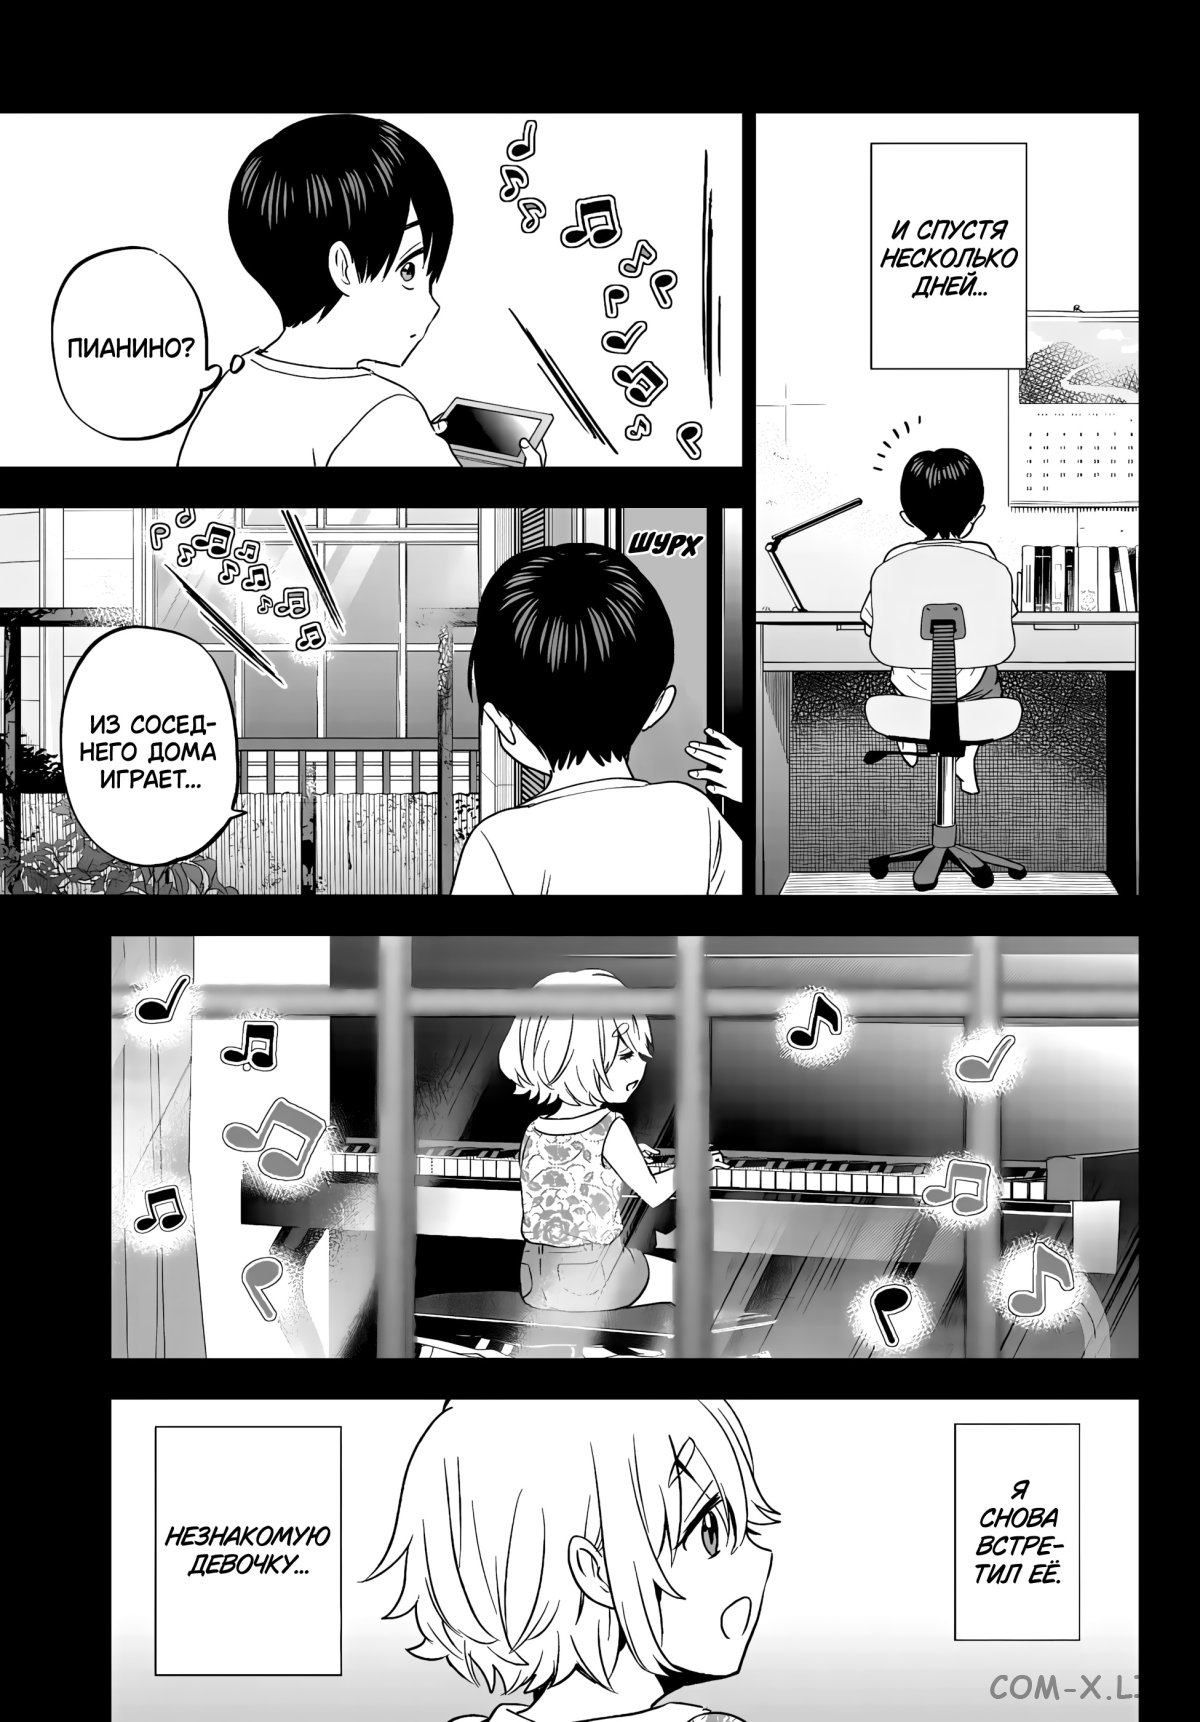 И СПУСТЯ
НЕСКОЛЬКО
ДНЕЙ...
ПИАНИНО?
ШУРХ
ИЗ СОСЕД-
НЕГО ДОМА
ИГРАЕТ...
Я
СНОВА
ВСТРЕ-
ТИЛ ЕЁ.
НЕЗНАКОМУЮ
ДЕВОЧКУ...
COM-X.LI